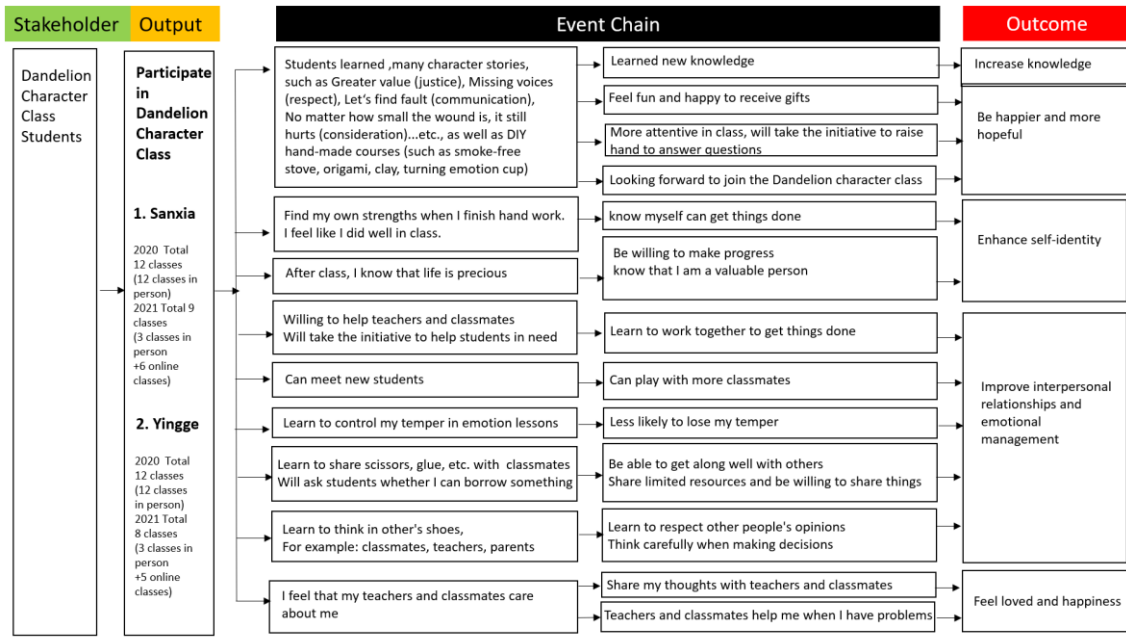 Stakeholder
Output
Event Chain
Outcome
Dandelion
Character
Class
Students
Participate
in
Dandelion
Character
Class
1. Sanxia
2020 Total
12 classes
(12 classes in
person)
2021 Total 9
classes
(3 classes in
person
+6 online
classes)
2. Yingge
2020 Total
12 classes
(12 classes
in person)
2021 Total
8 classes
(3 classes in
person
+5 online
classes)
Students learned ,many character stories,
such as Greater value (justice), Missing voices
(respect), Let's find fault (communication),
No matter how small the wound is, it still
hurts (consideration)...etc., as well as DIY
hand-made courses (such as smoke-free
stove, origami, clay, turning emotion cup)
Learned new knowledge
Increase knowledge
Feel fun and happy to receive gifts
More attentive in class, will take the initiative to raise
hand to answer questions
Looking forward to join the Dandelion character class
Be happier and more
hopeful
Find my own strengths when I finish hand work.
I feel like I did well in class.
know myself can get things done
After class, I know that life is precious
Be willing to make progress
know that I am a valuable person
Enhance self-identity
Willing to help teachers and classmates
Will take the initiative to help students in need
Learn to work together to get things done
Can meet new students
Can play with more classmates
Learn to control my temper in emotion lessons
Less likely to lose my temper
Learn to share scissors, glue, etc. with classmates
Will ask students whether I can borrow something
Be able to get along well with others
Share limited resources and be willing to share things
Learn to think in other's shoes,
For example: classmates, teachers, parents
Learn to respect other people's opinions
Think carefully when making decisions
Improve interpersonal
relationships and
emotional
management
I feel that my teachers and classmates care
about me
Share my thoughts with teachers and classmates
Teachers and classmates help me when I have problems
Feel loved and happiness